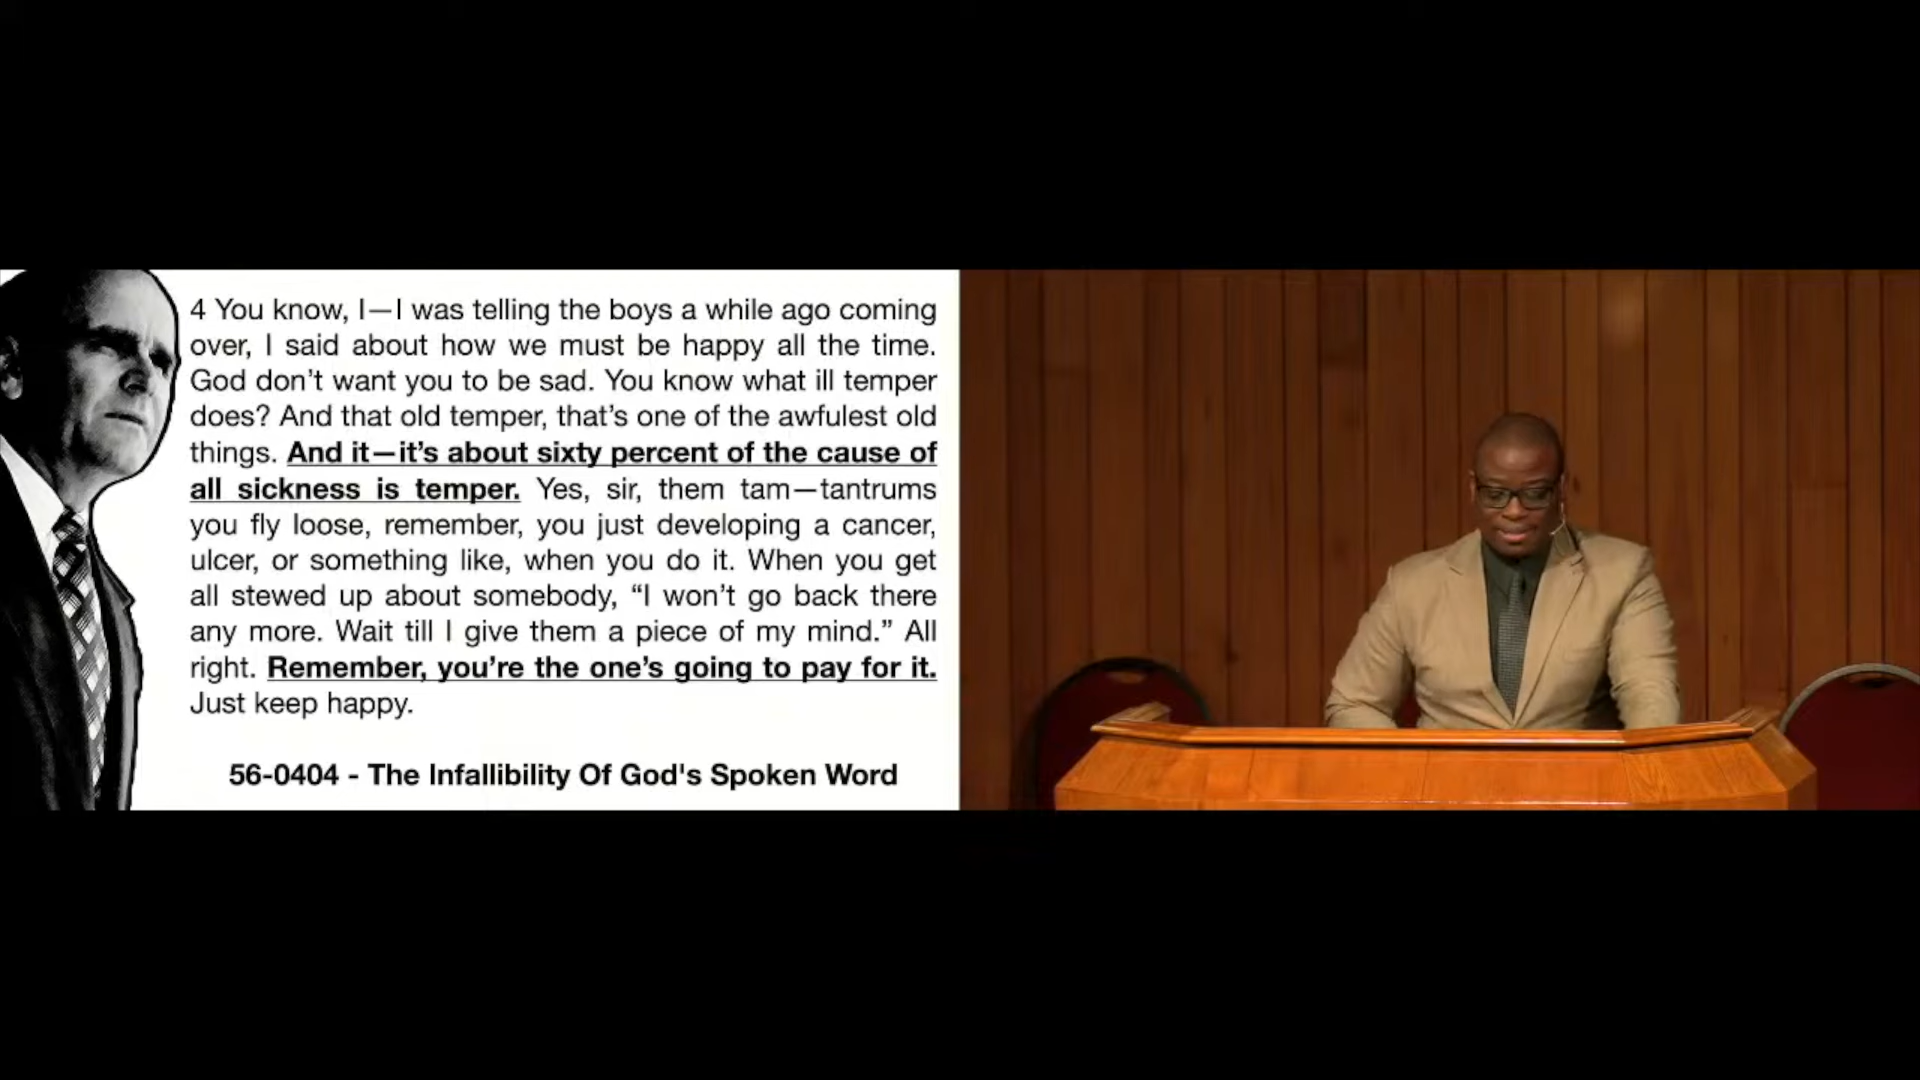 4 You know, I—I was telling the boys a while ago coming
over, I said about how we must be happy all the time.
God don’t want you to be sad. You know what ill temper
does? And that old temper, that’s one of the awfulest old
things. And it—it’s about sixty percent of the cause of
all sickness is temper. Yes, sir, them tam—tantrums
you fly loose, remember, you just developing a cancer,
ulcer, or something like, when you do it. When you get
all stewed up about somebody, “I won’t go back there
any more. Wait till I give them a piece of my mind.” All
right. Remember, you’re the one’s going to pay for it.
Just keep happy.
56-0404 - The Infallibility Of God's Spoken Word